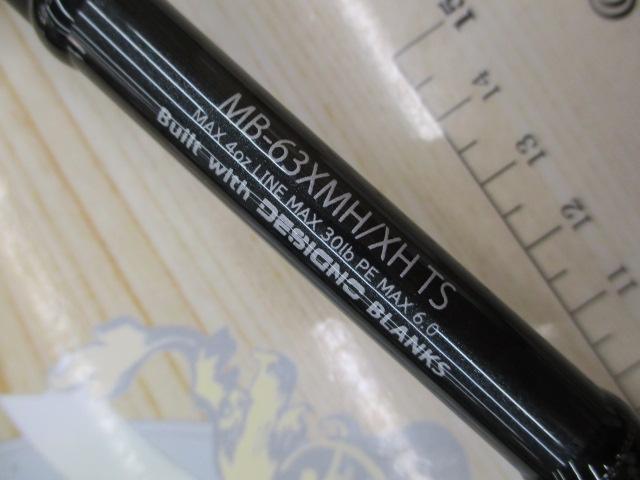 MB-63XMH/XH TS
MAX 4oz LINE MAX 30lb PE MAX 6.0
Built with DESIGNO BLANKS
15
14
13
12
11